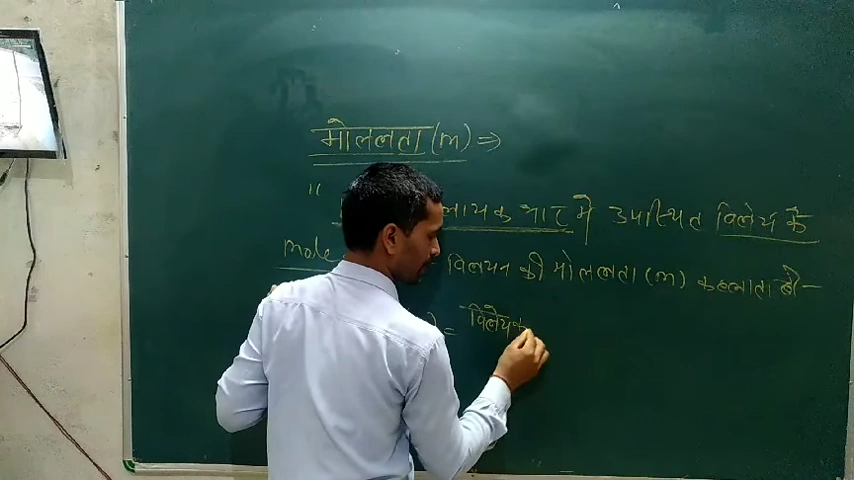 मोललता (m) ⇒
" लायक भार में उपस्थित विलेय के
mole विलयन की मोललता (m) कहलाता है -
= विलेय के